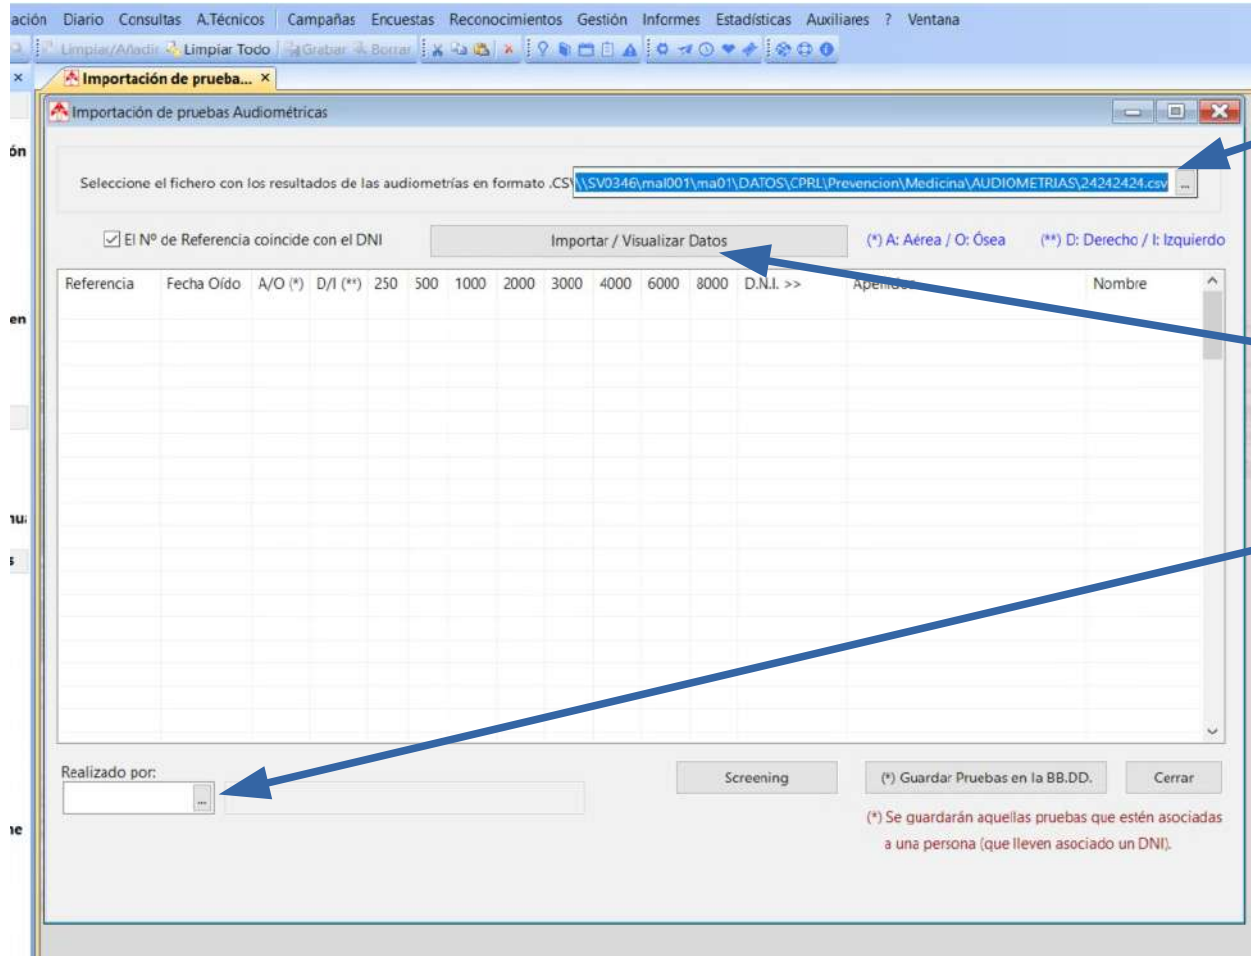 ación Diario Consultas A.Técnicos Campañas Encuestas Reconocimientos Gestión Informes Estadísticas Auxiliares ? Ventana
Limpiar/Añadir Limpiar Todo Grabar Borrar
Importación de prueba... ×
Importación de pruebas Audiométricas
ón
Seleccione el fichero con los resultados de las audiometrías en formato .CSV \\SV0346\mal001\ma01\DATOS\CPRL\Prevencion\Medicina\AUDIOMETRIAS\24242424.csv ...
El Nº de Referencia coincide con el DNI Importar / Visualizar Datos (*) A: Aérea / O: Ósea (**) D: Derecho / I: Izquierdo
Referencia Fecha Oído A/O (*) D/I (**) 250 500 1000 2000 3000 4000 6000 8000 D.N.I. >> Apellidos Nombre
en
nua
s
Realizado por: Screening (*) Guardar Pruebas en la BB.DD. Cerrar
...
(*) Se guardarán aquellas pruebas que estén asociadas
ne
a una persona (que lleven asociado un DNI).